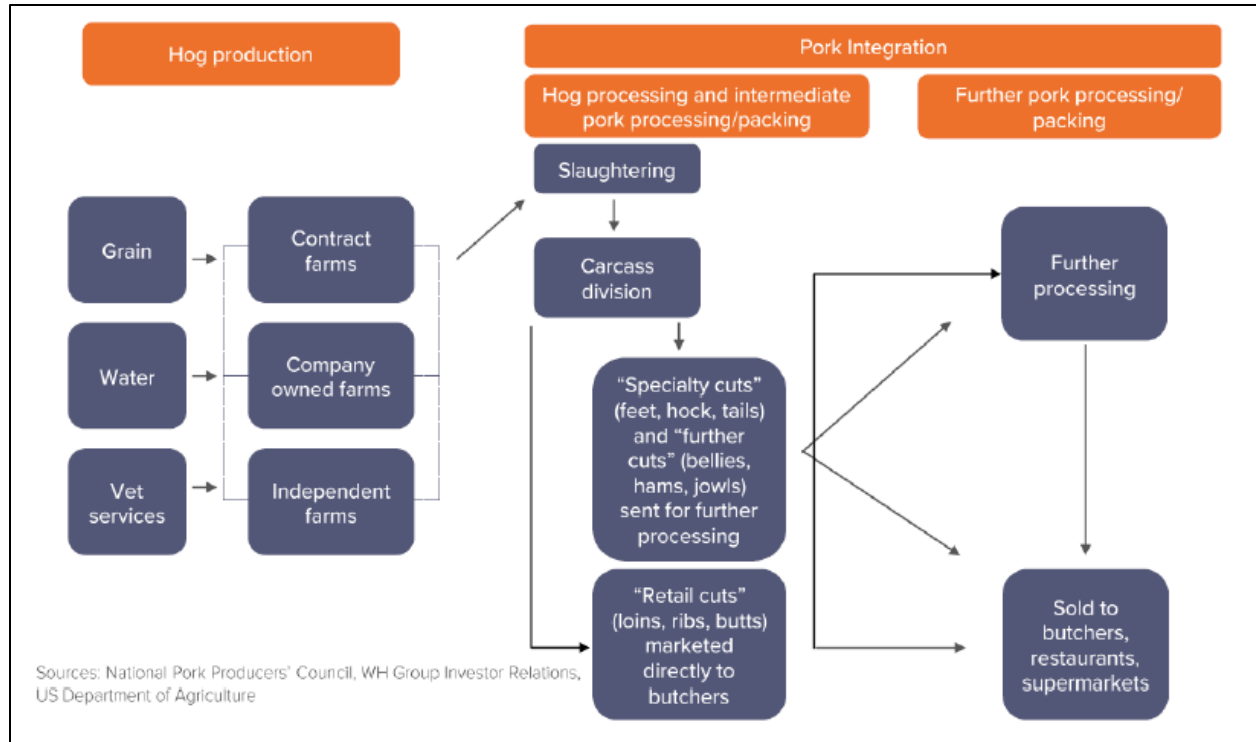 Hog production
Pork Integration
Hog processing and intermediate
pork processing/packing
Further pork processing/
packing
Slaughtering
Grain
Contract
farms
Carcass
division
Further
processing
Water
Company
owned farms
"Specialty cuts"
(feet, hock, tails)
and "further
cuts" (bellies,
hams, jowls)
sent for further
processing
Vet
services
Independent
farms
"Retail cuts"
(loins, ribs, butts)
marketed
directly to
butchers
Sold to
butchers,
restaurants,
supermarkets
Sources: National Pork Producers' Council, WH Group Investor Relations,
US Department of Agriculture